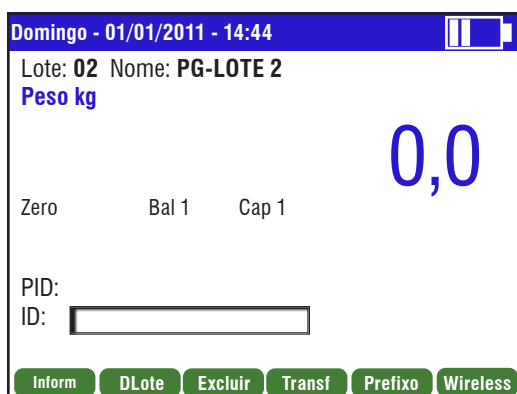 Domingo - 01/01/2011 - 14:44
Lote: 02 Nome: PG-LOTE 2
Peso kg
0,0
Zero Bal 1 Cap 1
PID:
ID:
Inform DLote Excluir Transf Prefixo Wireless